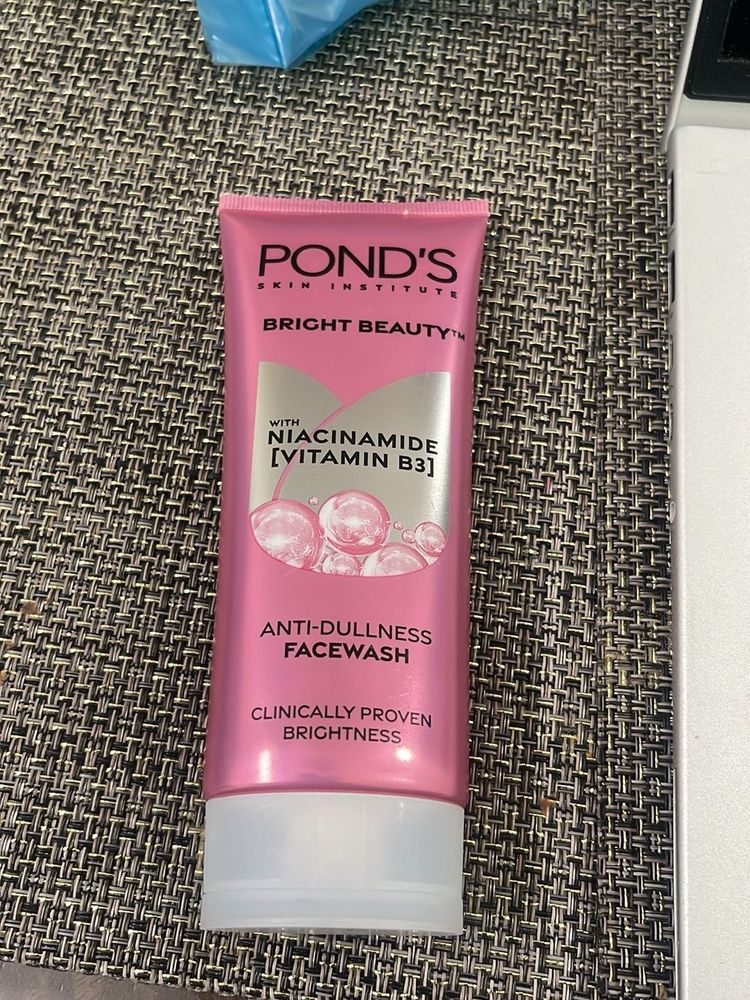 POND'S
SKIN INSTITUTE
BRIGHT BEAUTY™
WITH
NIACINAMIDE
[VITAMIN B3]
ANTI-DULLNESS
FACEWASH
CLINICALLY PROVEN
BRIGHTNESS